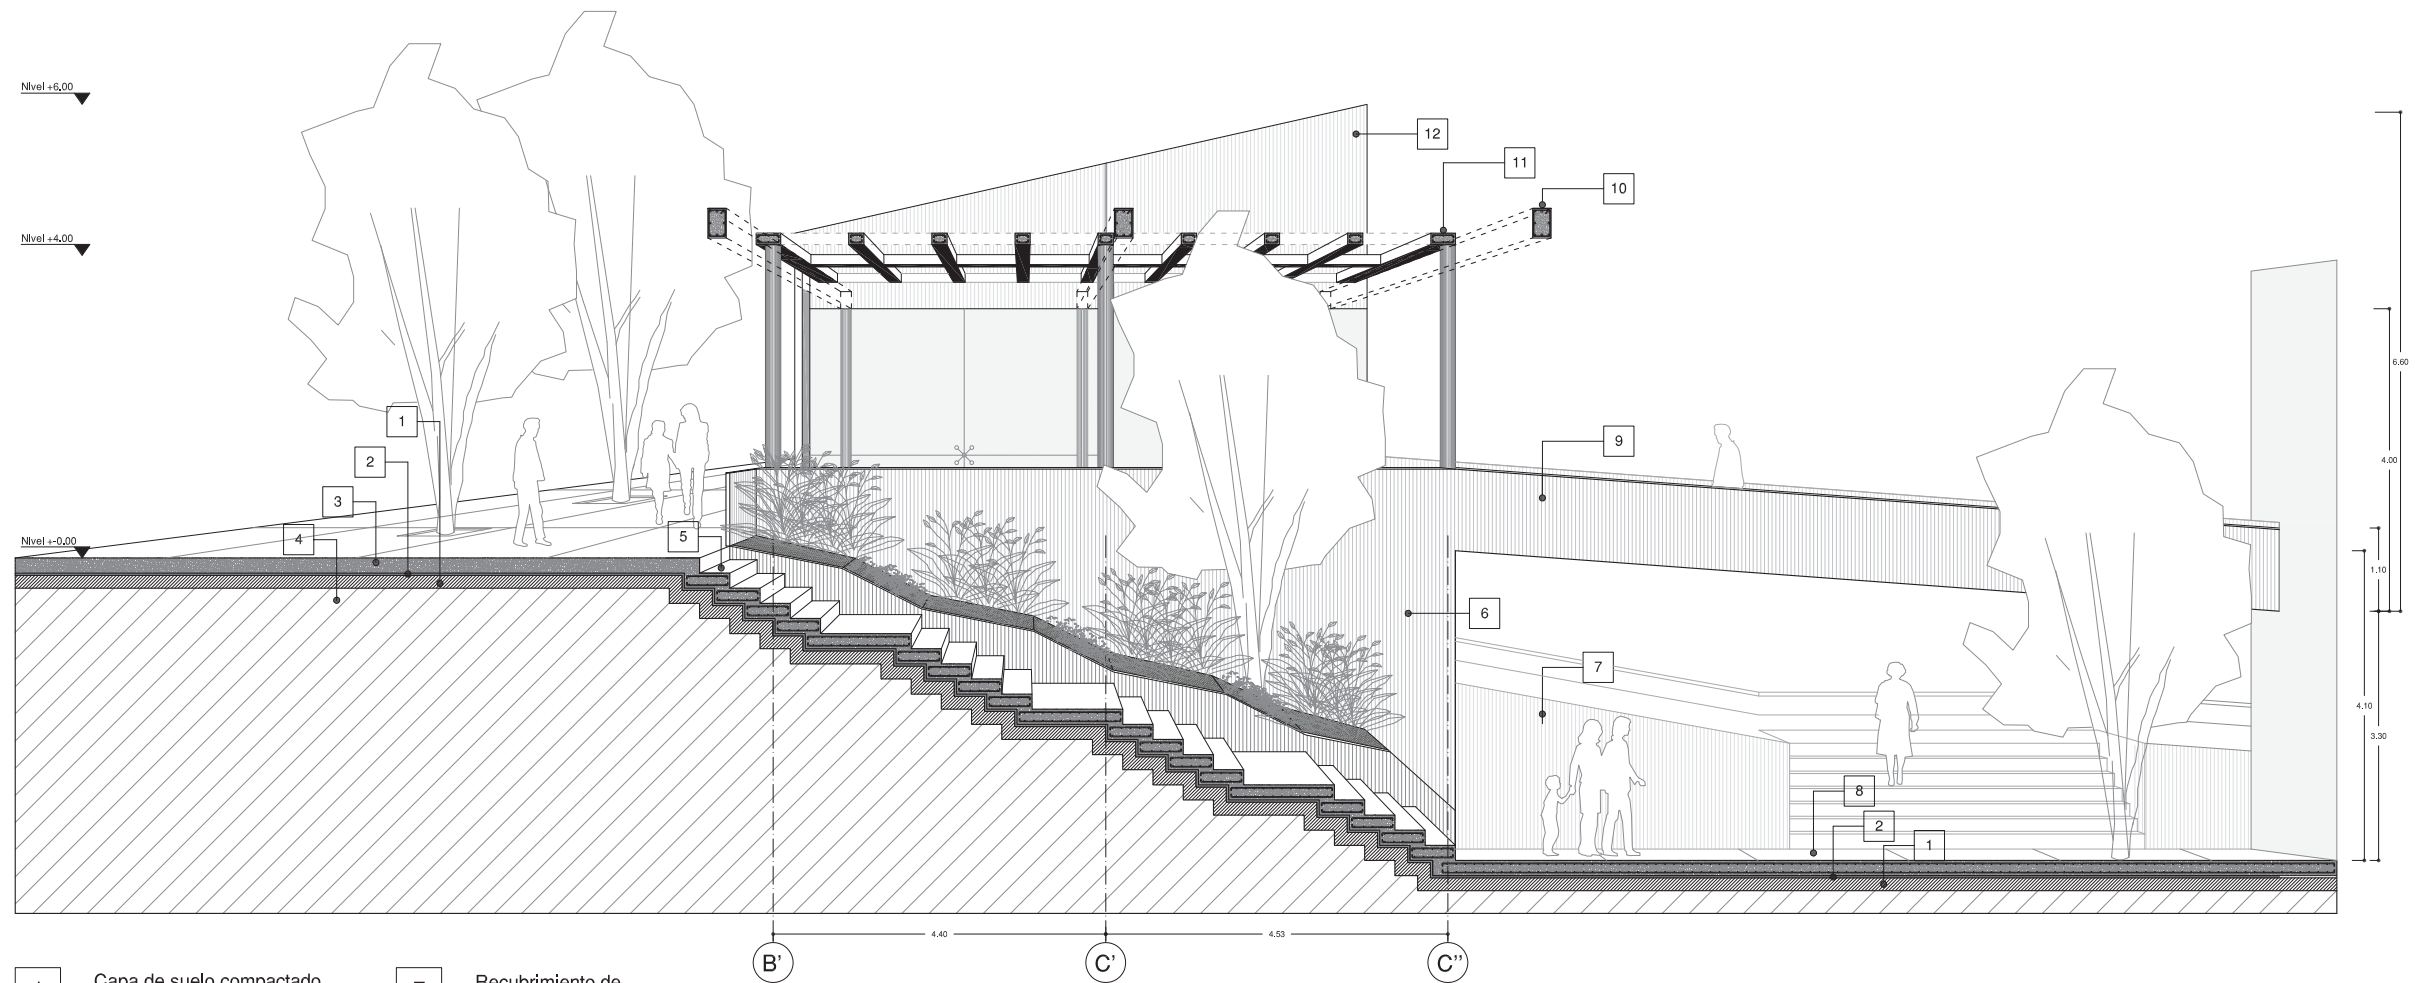 Nivel +6.00
12
11
10
Nivel +4.00
6.60
1
9
2
4.00
3
4
5
Nivel +-0.00
1.10
6
7
4.10
3.30
8
2
1
4.40
4.53
B'
C'
C''
Capa de suelo compactado
Recubrimiento de